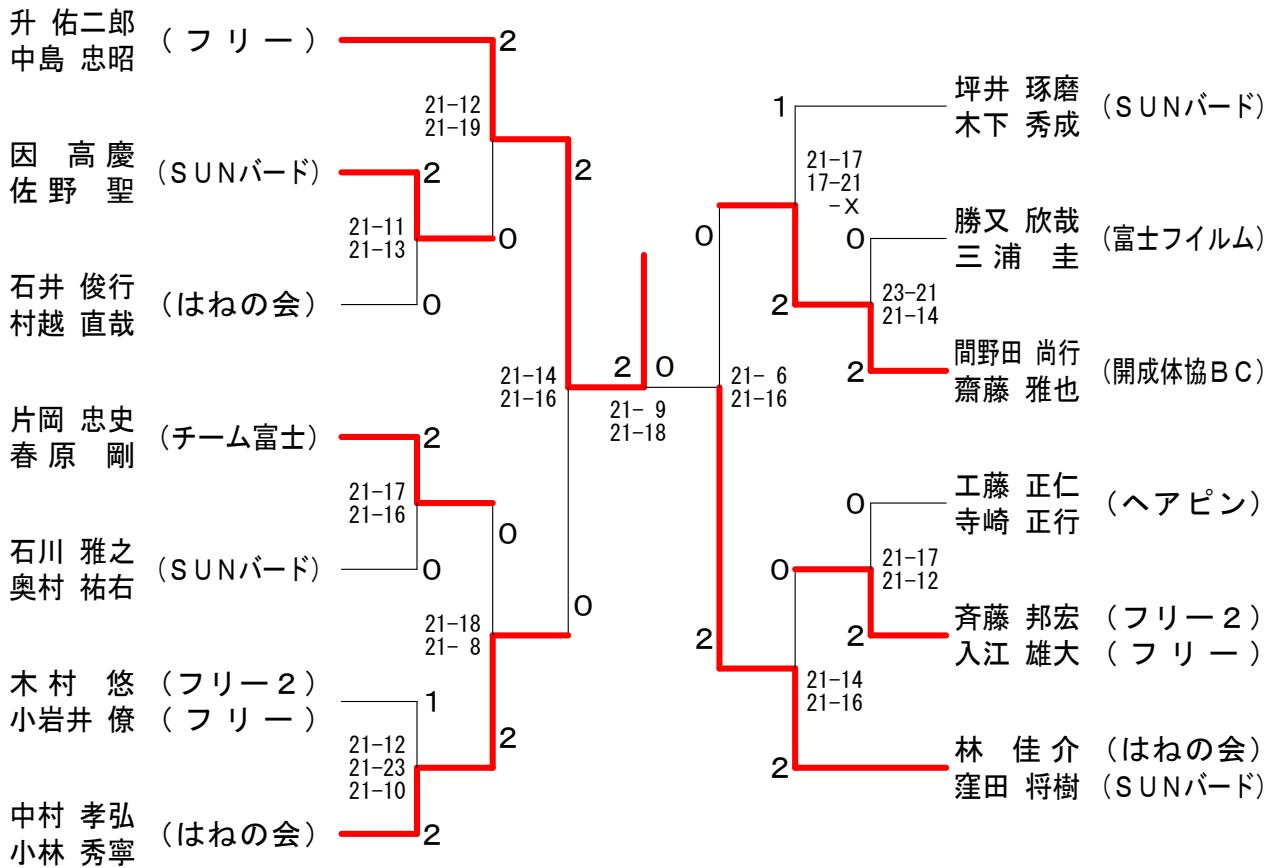 升 佑二郎 (フリー)
中島 忠昭
2
21-12
21-19
因 高慶 (SUNバード)
佐野 聖
2
21-11
21-13
0
石井 俊行 (はねの会)
村越 直哉
0
2
片岡 忠史 (チーム富士)
春原 剛
2
21-17
21-16
0
石川 雅之 (SUNバード)
奥村 祐右
0
21-18
21- 8
0
木村 悠 (フリー2)
小岩井 僚 (フリー)
1
21-12
21-23
21-10
2
中村 孝弘 (はねの会)
小林 秀寧
2
21-14
21-16
2 0
21- 9
21-18
坪井 琢磨 (SUNバード)
木下 秀成
1
21-17
17-21
-X
0
勝又 欣哉 (富士フイルム)
三浦 圭
0
23-21
21-14
2
間野田 尚行 (開成体協BC)
齋藤 雅也
2
21- 6
21-16
工藤 正仁 (ヘアピン)
寺崎 正行
0
21-17
21-12
0
斉藤 邦宏 (フリー2)
入江 雄大 (フリー)
2
2
21-14
21-16
林 佳介 (はねの会)
窪田 将樹 (SUNバード)
2